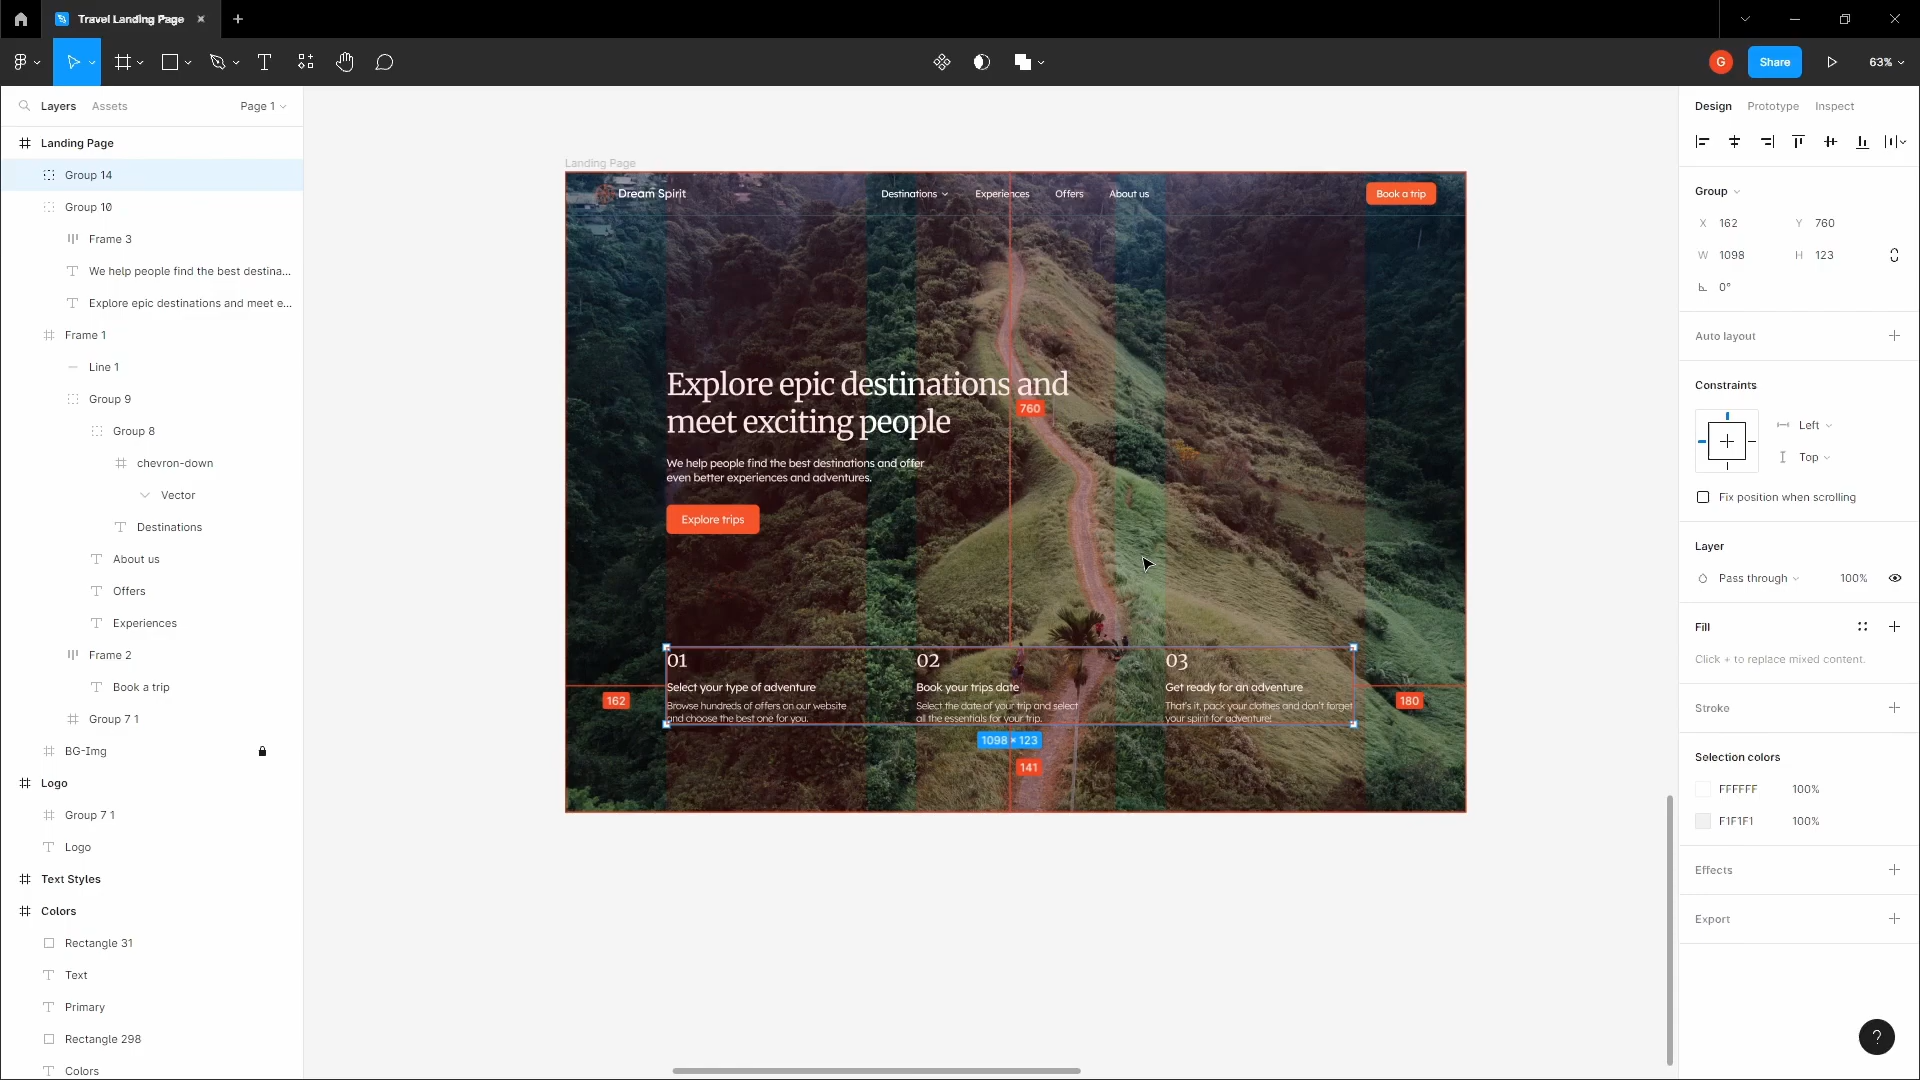 Travel Landing Page
G
Share
63%
Layers
Assets
Page 1
Design
Prototype
Inspect
Landing Page
Group 14
Group 10
Frame 3
We help people find the best destina...
Explore epic destinations and meet e...
Frame 1
Line 1
Group 9
Group 8
chevron-down
Vector
Destinations
About us
Offers
Experiences
Frame 2
Book a trip
Group 7 1
BG-Img
Logo
Group 7 1
Logo
Text Styles
Colors
Rectangle 31
Text
Primary
Rectangle 298
Colors
Landing Page
Dream Spirit
Destinations
Experiences
Offers
About us
Book a trip
Explore epic destinations and
meet exciting people
760
We help people find the best destinations and offer
even better experiences and adventures.
Explore trips
01
Select your type of adventure
Browse hundreds of offers on our website
and choose the best one for you.
02
Book your trips date
Select the date of your trip and select
all the essentials for your trip.
03
Get ready for an adventure
That's it, pack your clothes and don't forget
your spirit for adventure!
162
180
1098 × 123
141
Group
X 162
Y 760
W 1098
H 123
0°
Auto layout
Constraints
Left
Top
Fix position when scrolling
Layer
Pass through
100%
Fill
Click + to replace mixed content.
Stroke
Selection colors
FFFFFF 100%
F1F1F1 100%
Effects
Export
?